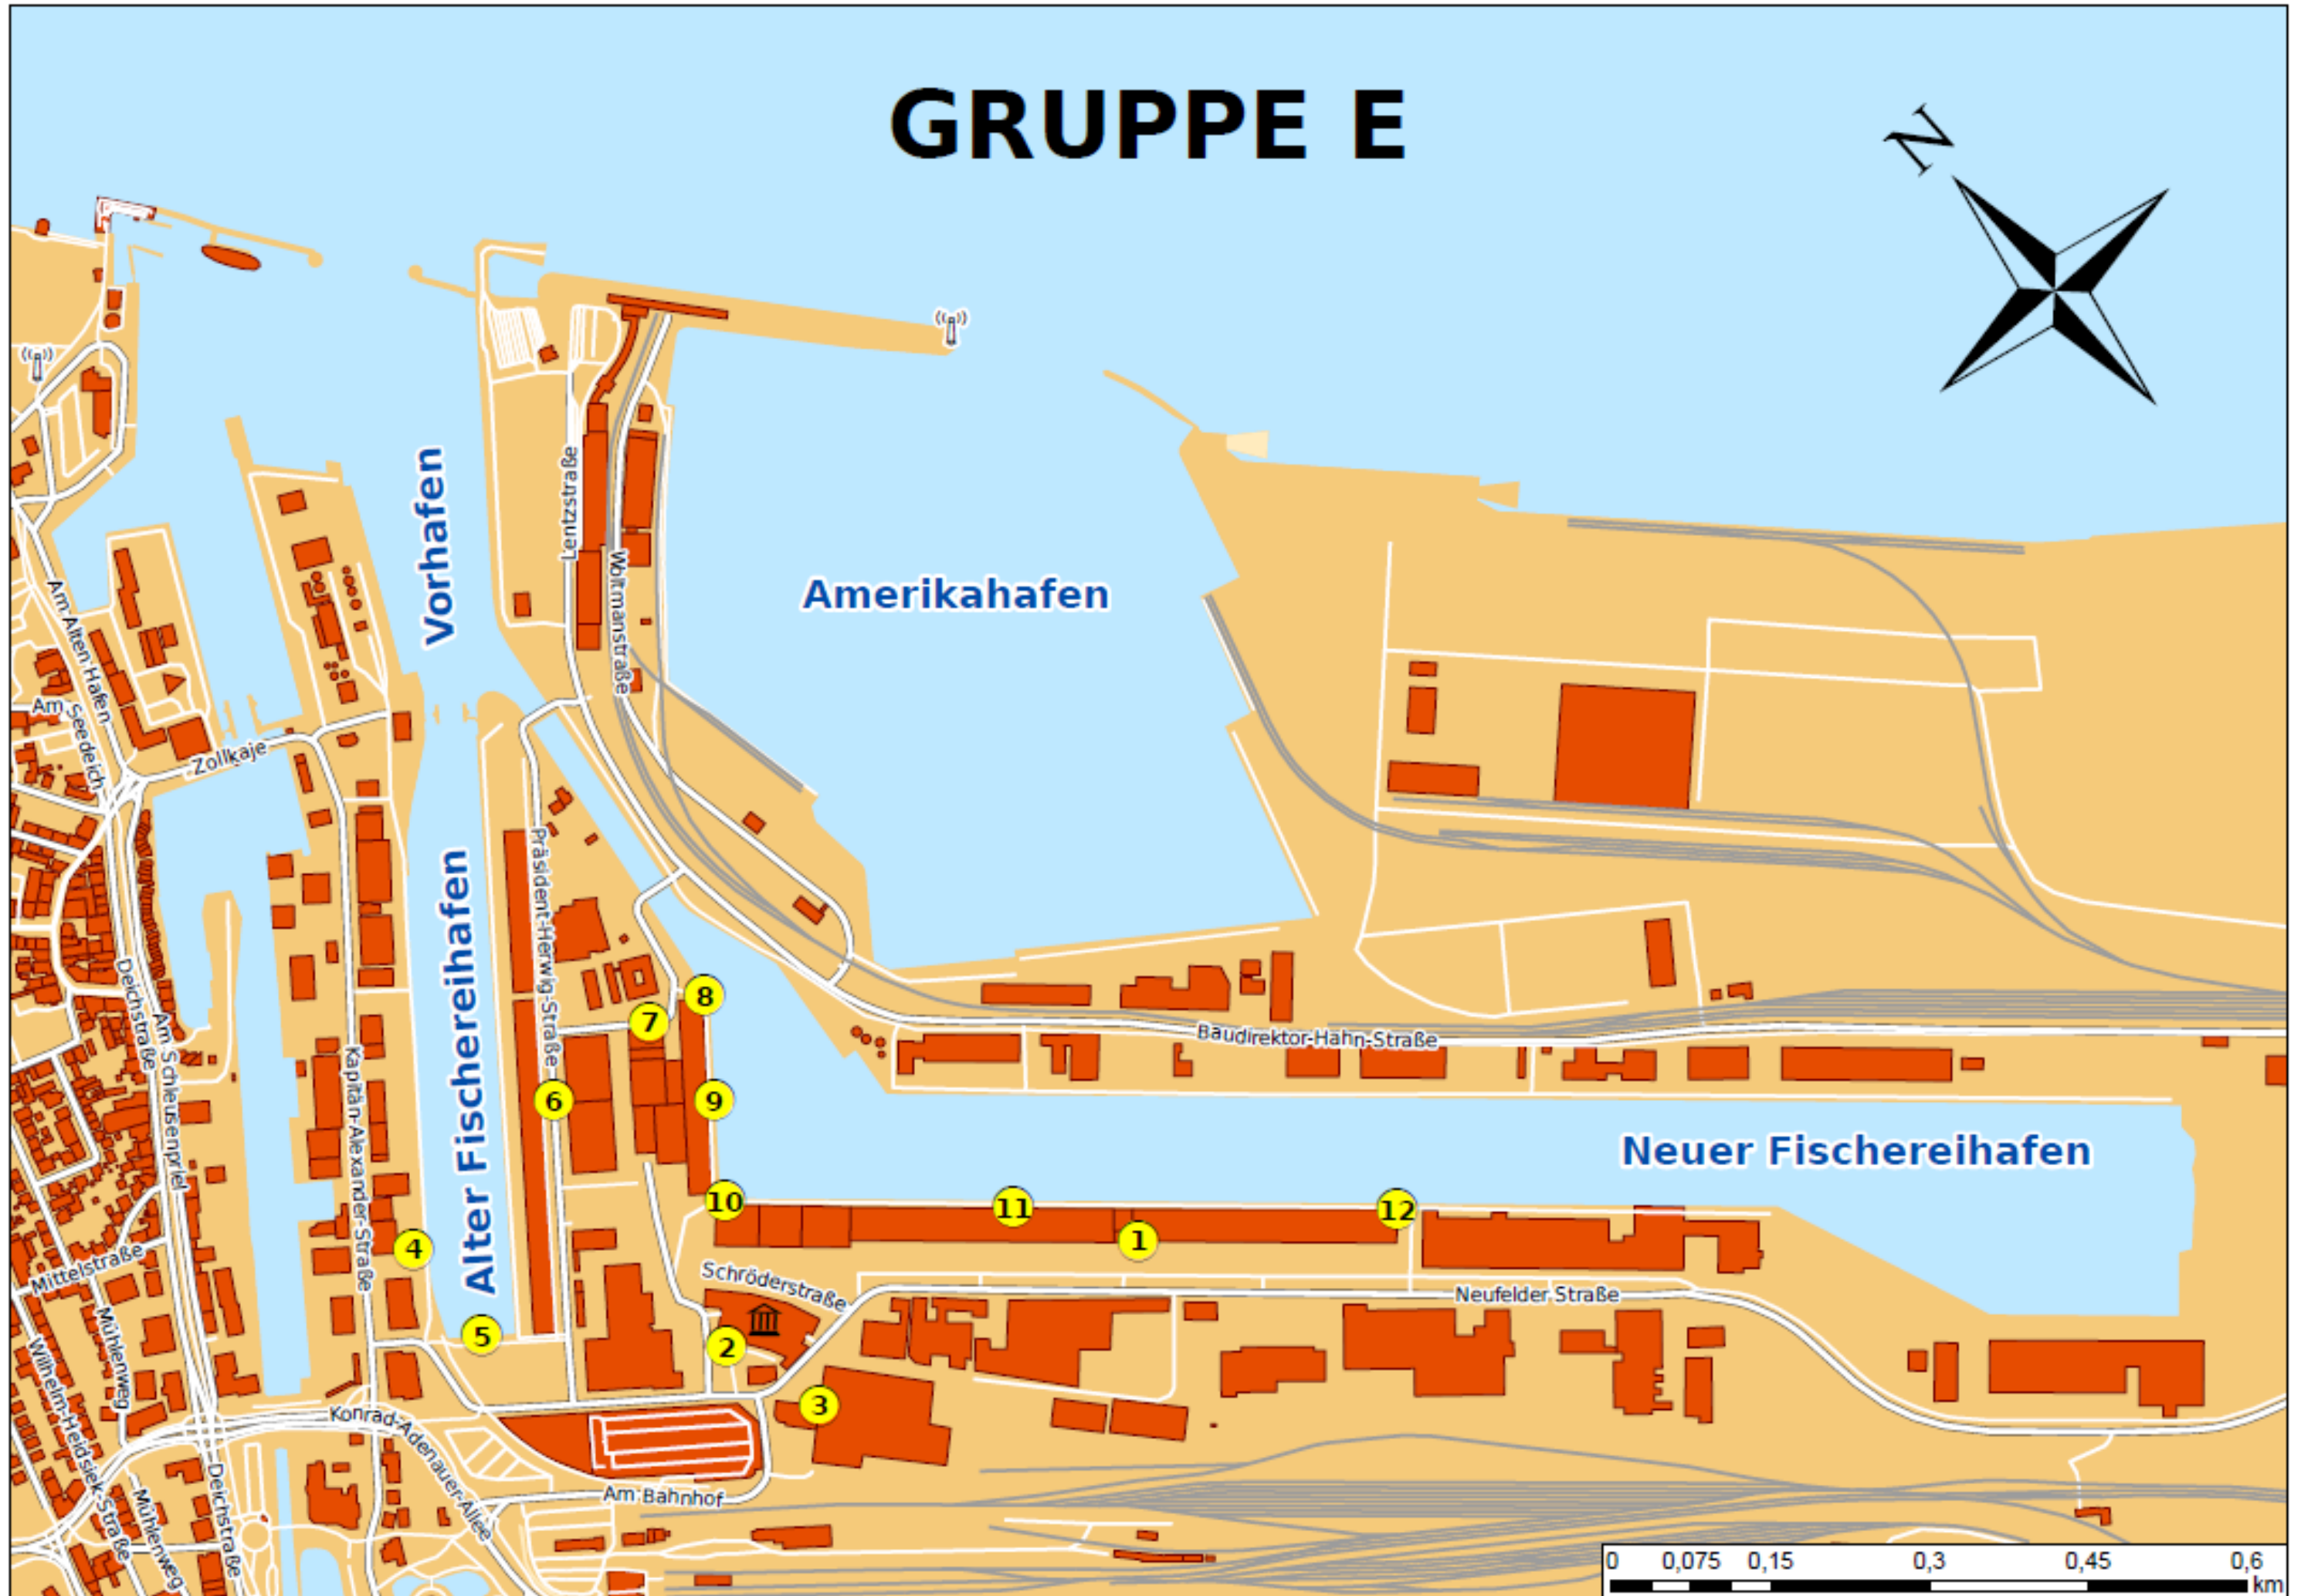 GRUPPE E
N
Vorhafen
Lentzstraße
Woltmanstraße
Amerikahafen
Am Alten Hafen
Am Seedeich
Zollkaje
Präsident-Herwig-Straße
Alter Fischereihafen
Deichstraße
Am Schleusenpriel
Kapitän-Alexander-Straße
8
7
6
9
Baudirektor-Hahn-Straße
Neuer Fischereihafen
10
11
12
1
4
Mittelstraße
Schröderstraße
Neufelder Straße
Mühlenweg
Wilhelm-Heidsiek-Straße
5
2
3
Konrad-Adenauer-Allee
Am Bahnhof
Mühlenweg
Deichstraße
0 0,075 0,15 0,3 0,45 0,6
km